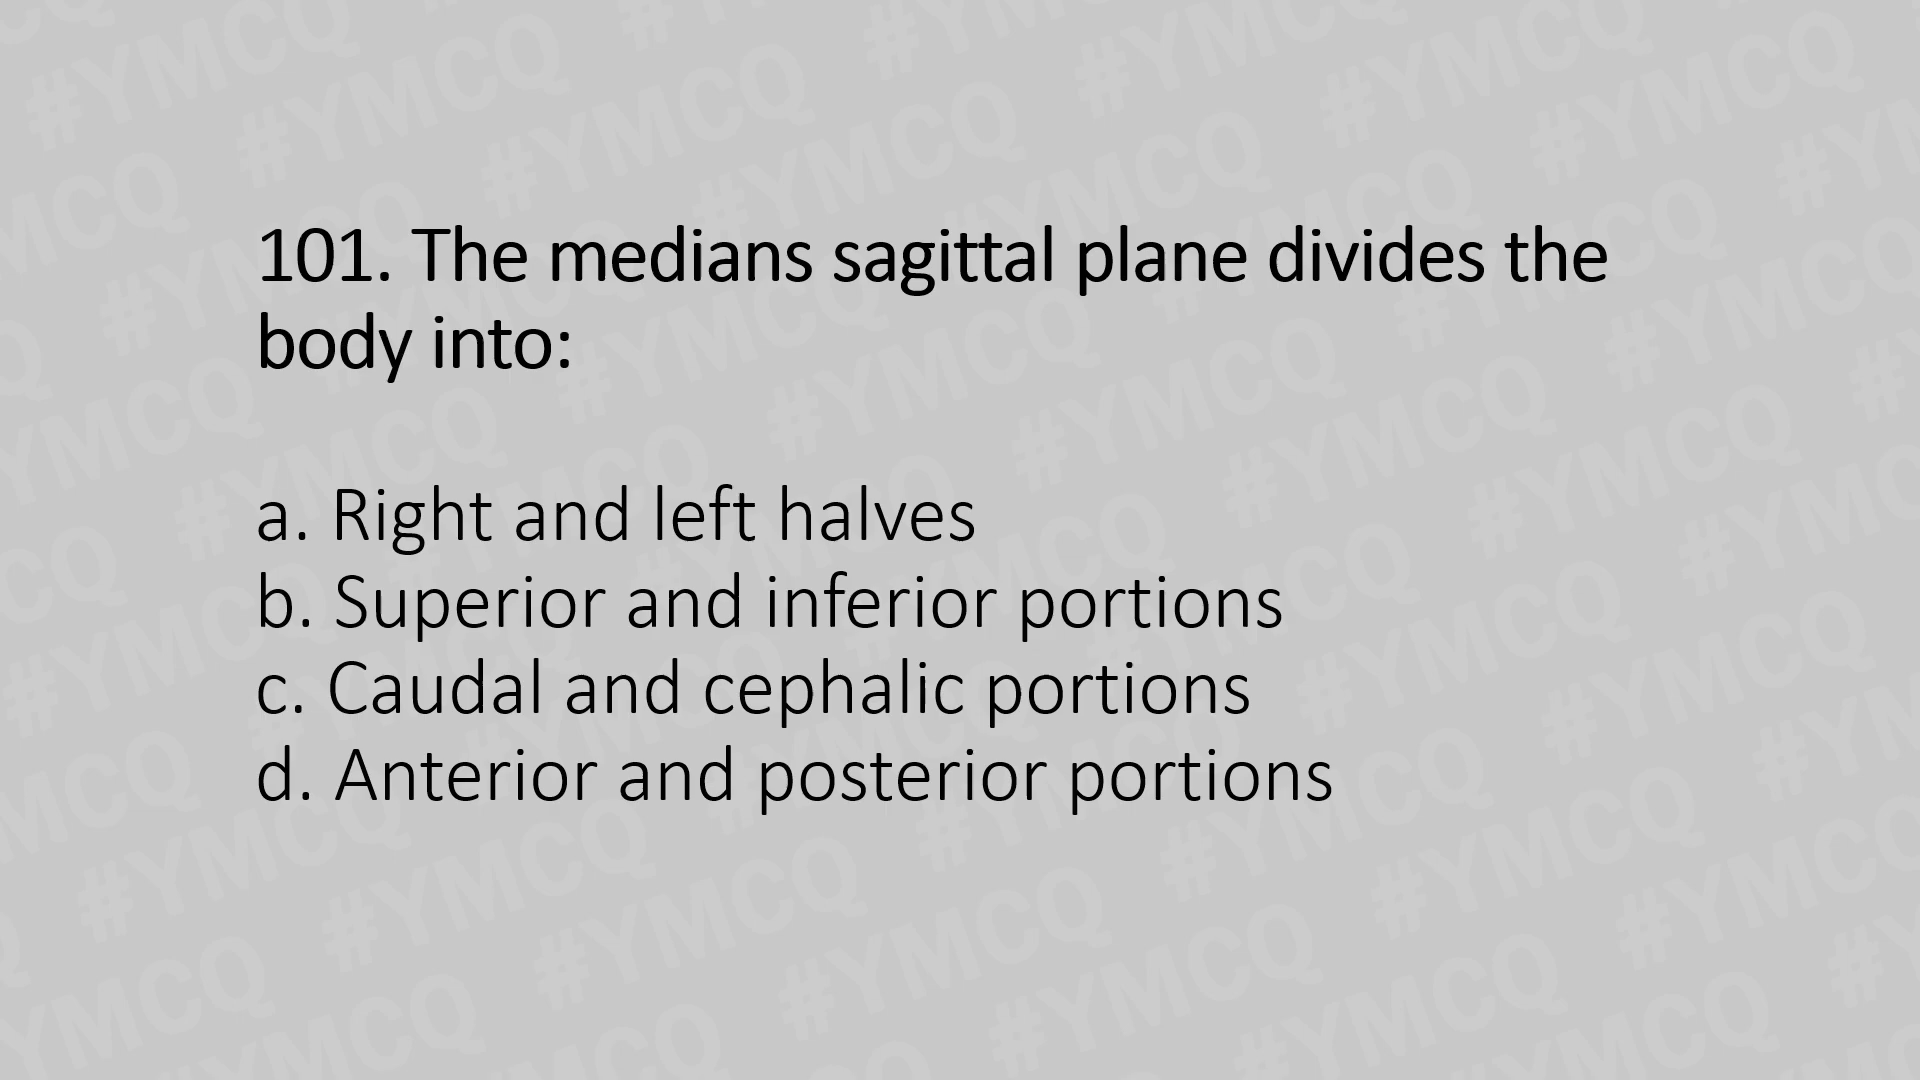 101. The medians sagittal plane divides the
body into:
a. Right and left halves
b. Superior and inferior portions
c. Caudal and cephalic portions
d. Anterior and posterior portions
#YMCQ